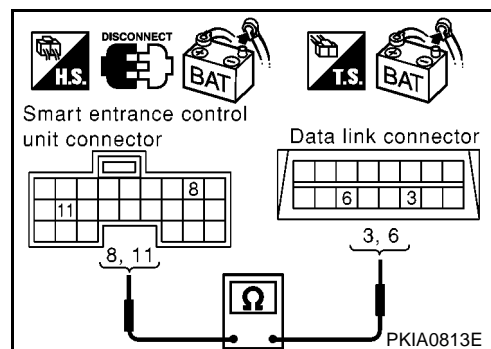 DISCONNECT
H.S.
BAT
T.S.
BAT
Smart entrance control
unit connector
Data link connector
8
11
6 3
8, 11
3, 6
Ω
PKIA0813E